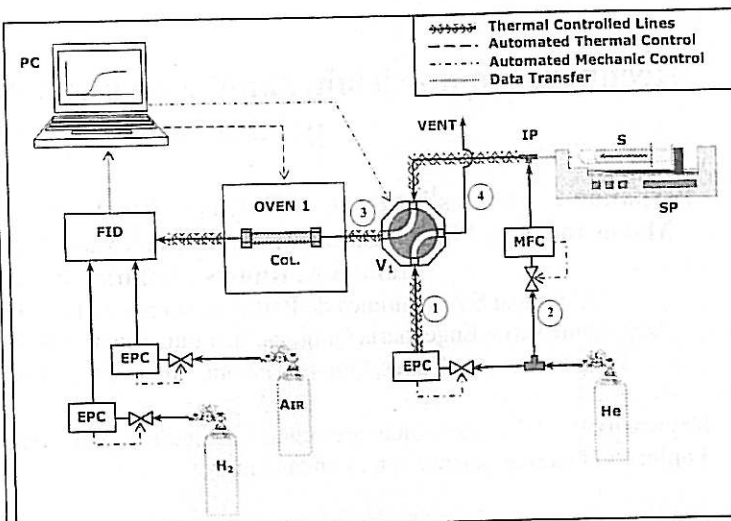 Thermal Controlled Lines
Automated Thermal Control
Automated Mechanic Control
Data Transfer
PC
VENT
IP
S
SP
OVEN 1
COL.
FID
3
4
V1
MFC
1
2
EPC
EPC
EPC
AIR
H2
He